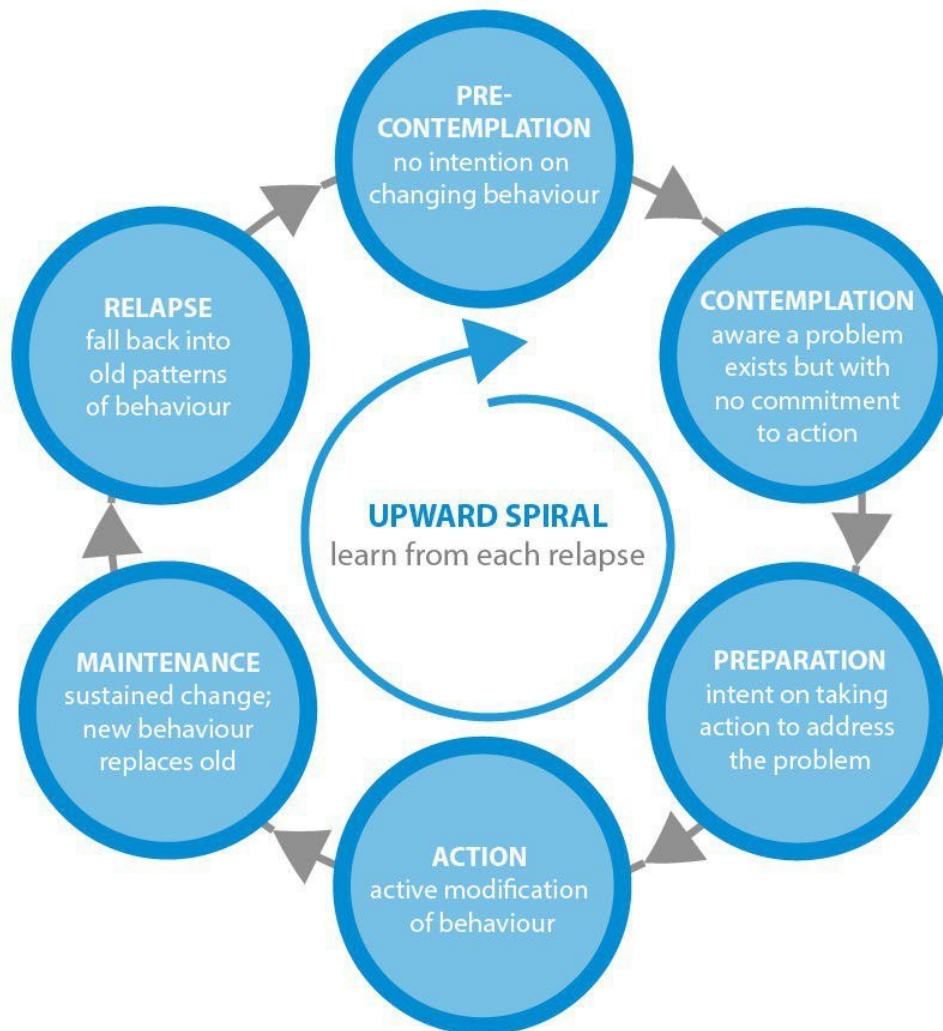 PRE-
CONTEMPLATION
no intention on
changing behaviour
CONTEMPLATION
aware a problem
exists but with
no commitment
to action
PREPARATION
intent on taking
action to address
the problem
ACTION
active modification
of behaviour
MAINTENANCE
sustained change;
new behaviour
replaces old
RELAPSE
fall back into
old patterns
of behaviour
UPWARD SPIRAL
learn from each relapse